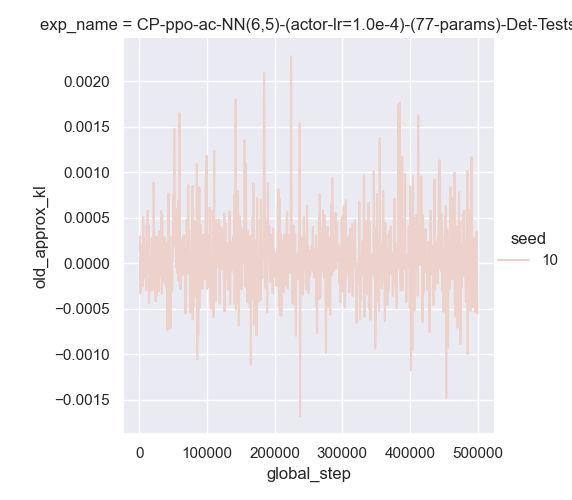 exp_name = CP-ppo-ac-NN(6,5)-(actor-lr=1.0e-4)-(77-params)-Det-Tests
0.0020
0.0015
0.0010
0.0005
0.0000
−0.0005
−0.0010
−0.0015
old_approx_kl
0 100000 200000 300000 400000 500000
global_step
seed
10